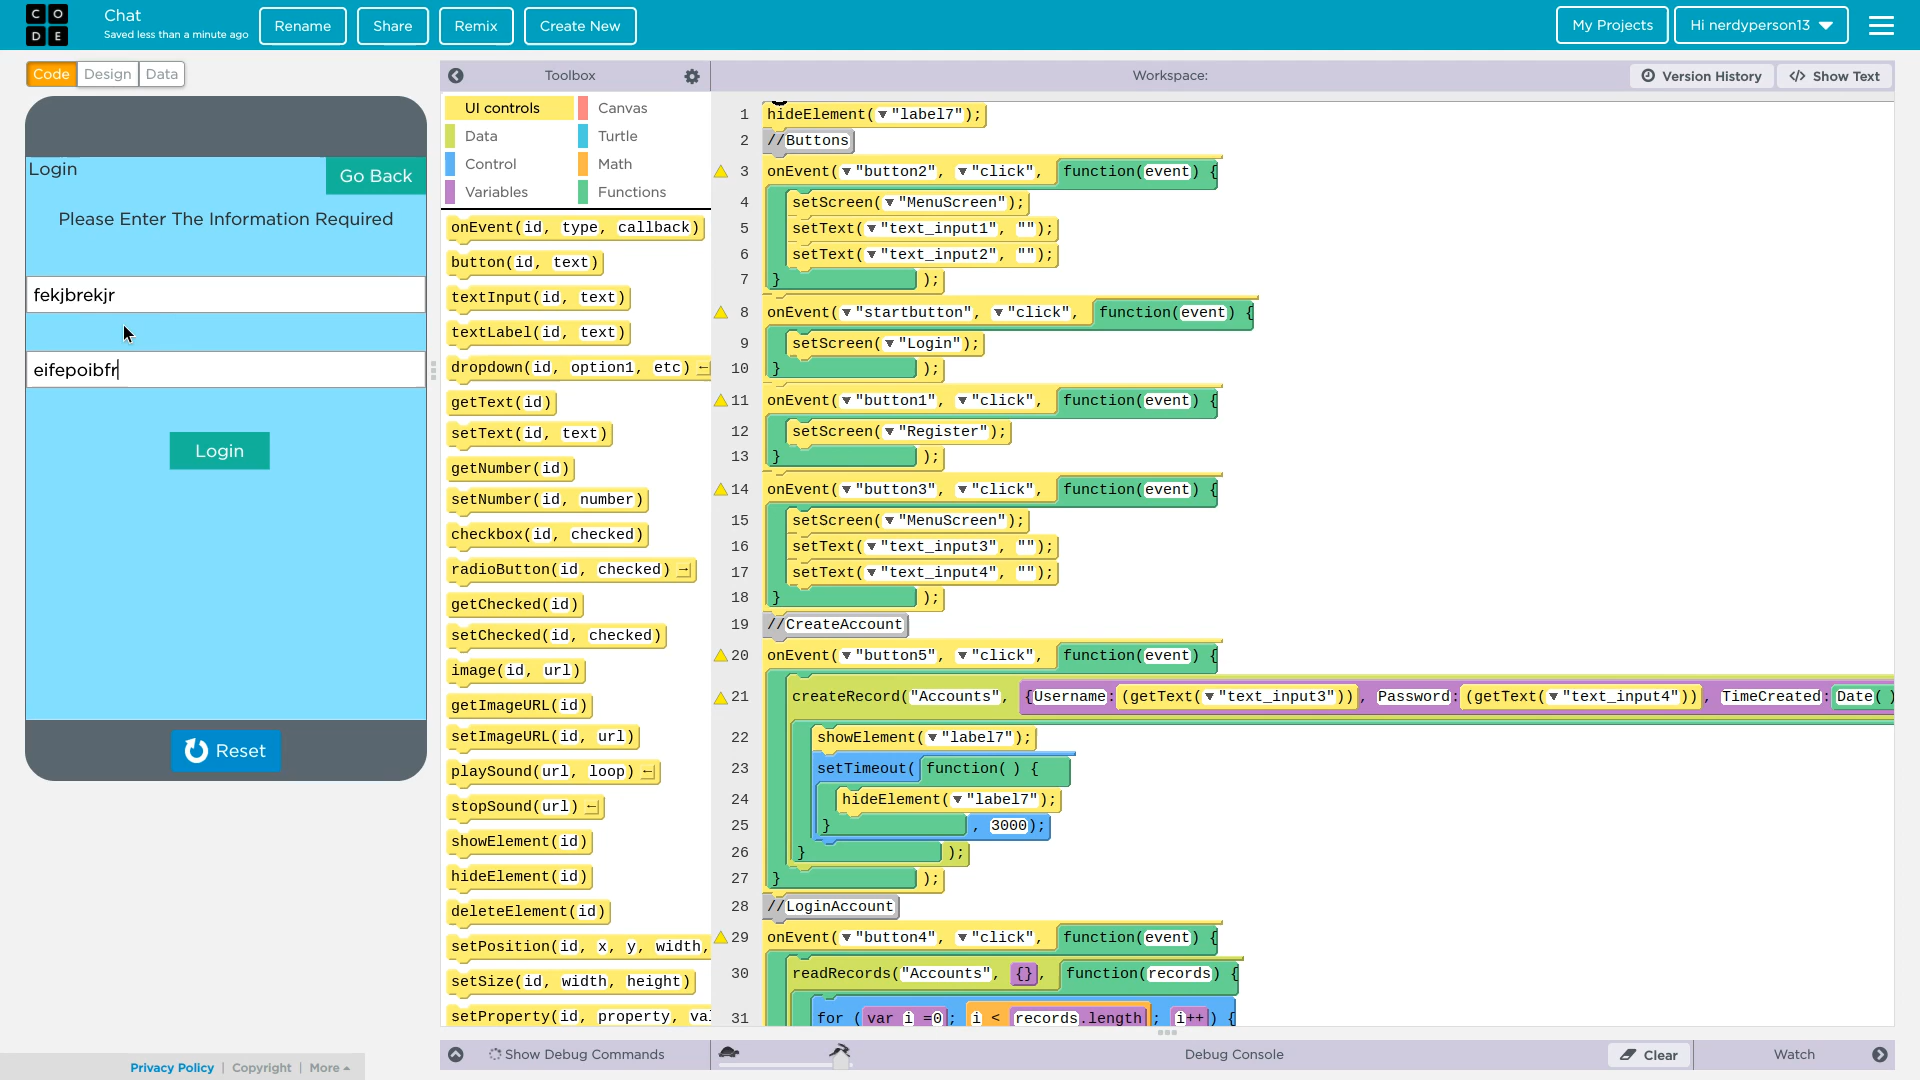 CO
DE
Chat
Saved less than a minute ago
Rename
Share
Remix
Create New
My Projects
Hi nerdyperson13
Code
Design
Data
Toolbox
Workspace:
Version History
</> Show Text
Login
Go Back
Please Enter The Information Required
fekjbrekjr
eifepoibfr
Login
Reset
UI controls
Canvas
Data
Turtle
Control
Math
Variables
Functions
onEvent(id, type, callback)
button(id, text)
textInput(id, text)
textLabel(id, text)
dropdown(id, option1, etc)
getText(id)
setText(id, text)
getNumber(id)
setNumber(id, number)
checkbox(id, checked)
radioButton(id, checked)
getChecked(id)
setChecked(id, checked)
image(id, url)
getImageURL(id)
setImageURL(id, url)
playSound(url, loop)
stopSound(url)
showElement(id)
hideElement(id)
deleteElement(id)
setPosition(id, x, y, width,
setSize(id, width, height)
setProperty(id, property, val
1 hideElement("label7");
2 //Buttons
3 onEvent("button2", "click", function(event) {
4 setScreen("MenuScreen");
5 setText("text_input1", "");
6 setText("text_input2", "");
7 } );
8 onEvent("startbutton", "click", function(event) {
9 setScreen("Login");
10 } );
11 onEvent("button1", "click", function(event) {
12 setScreen("Register");
13 } );
14 onEvent("button3", "click", function(event) {
15 setScreen("MenuScreen");
16 setText("text_input3", "");
17 setText("text_input4", "");
18 } );
19 //CreateAccount
20 onEvent("button5", "click", function(event) {
21 createRecord("Accounts", {Username:(getText("text_input3")), Password:(getText("text_input4")), TimeCreated:Date( )
22 showElement("label7");
23 setTimeout( function( ) {
24 hideElement("label7");
25 } , 3000);
26 } );
27 } );
28 //LoginAccount
29 onEvent("button4", "click", function(event) {
30 readRecords("Accounts", {}, function(records) {
31 for (var i =0; i < records.length; i++) {
Privacy Policy | Copyright | More
Show Debug Commands
Debug Console
Clear
Watch